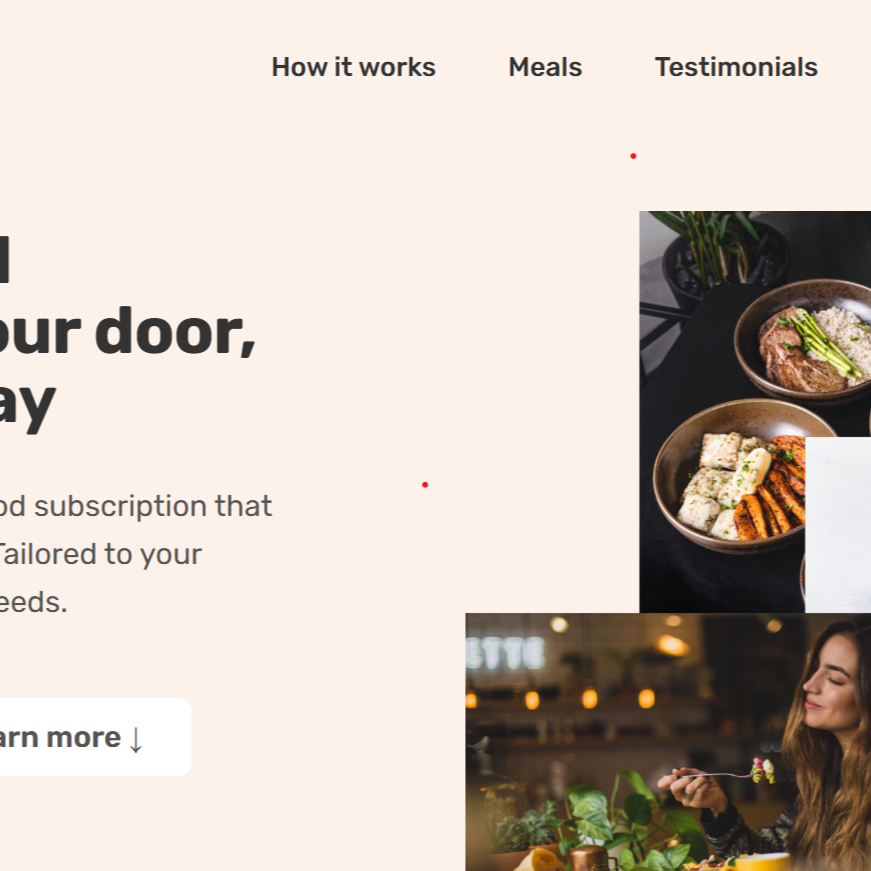 How it works Meals Testimonials
our door,
ay
od subscription that
Tailored to your
eeds.
arn more ↓
ETTE